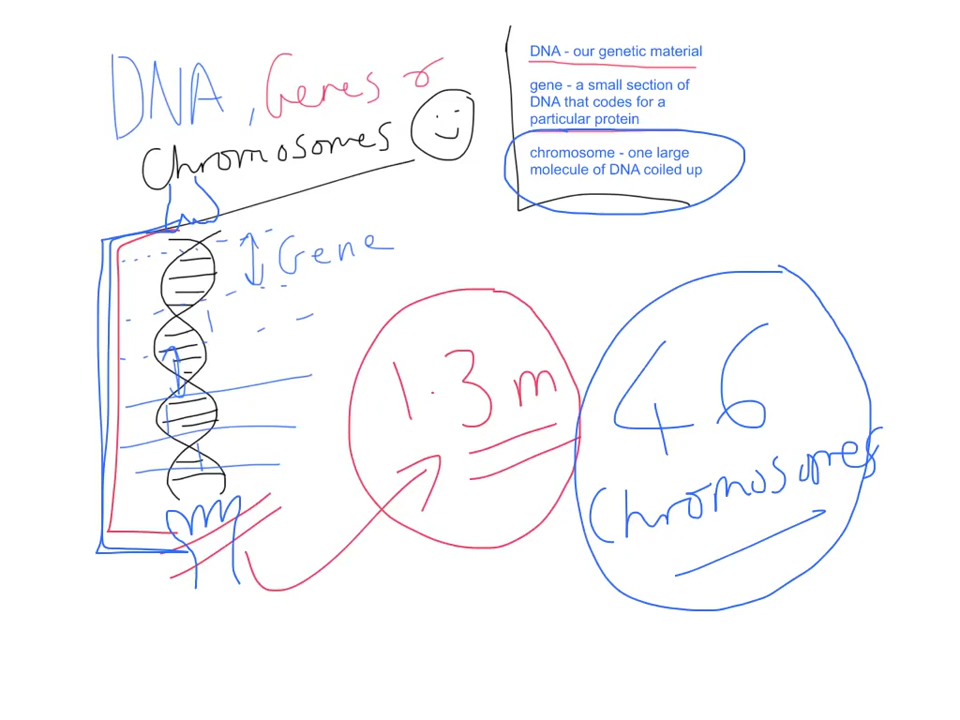 DNA, Genes &
Chromosomes
DNA - our genetic material
gene - a small section of
DNA that codes for a
particular protein
chromosome - one large
molecule of DNA coiled up
Gene
1.3 m
46
Chromosomes